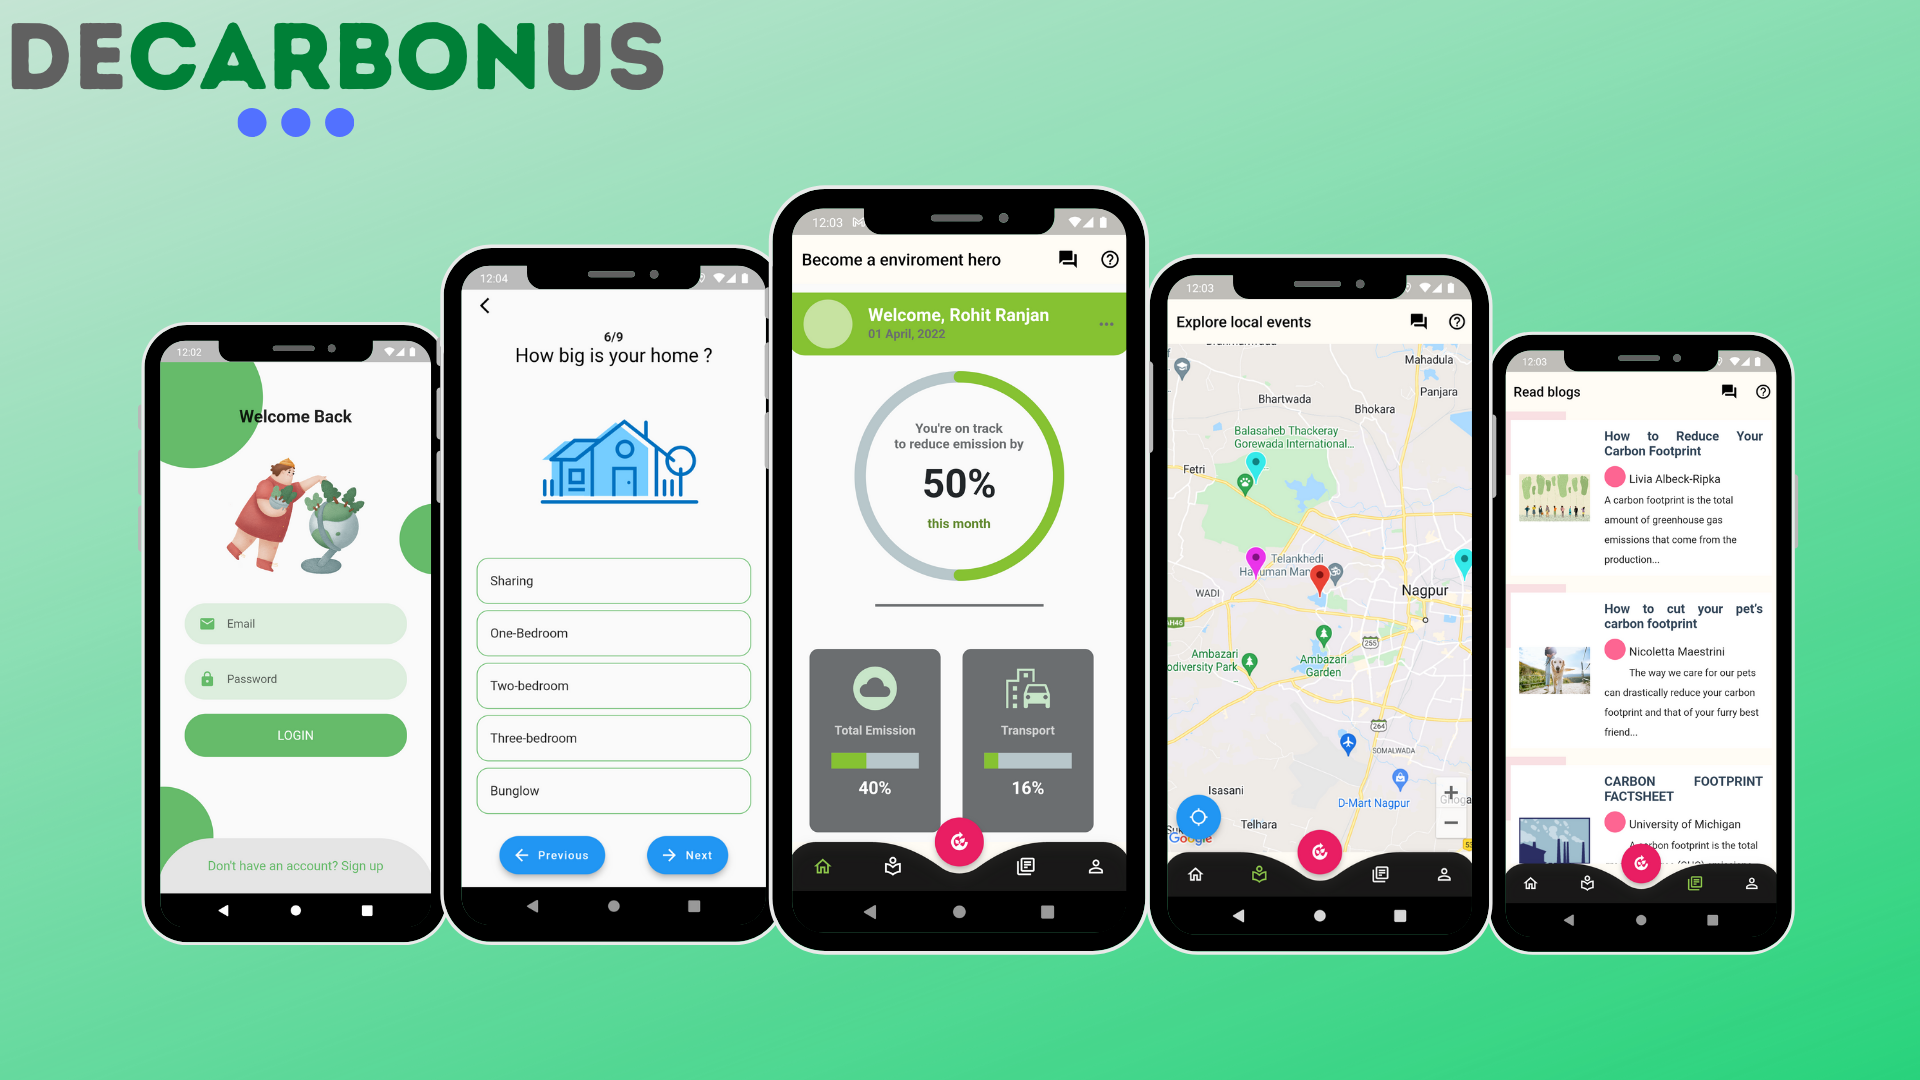 DECARBONUS
12:02
Welcome Back
Email
Password
LOGIN
Don't have an account? Sign up
12:04
6/9
How big is your home ?
Sharing
One-Bedroom
Two-bedroom
Three-bedroom
Bunglow
Previous
Next
12:03
Become a enviroment hero
Welcome, Rohit Ranjan
01 April, 2022
You're on track
to reduce emission by
50%
this month
Total Emission
40%
Transport
16%
12:03
Explore local events
Mahadula
Panjara
Bhartwada
Bhokara
Balasaheb Thackeray
Gorewada International...
Fetri
Telankhedi
Hanuman Mandir
WADI
Nagpur
AH46
255
Ambazari
odiversity Park
Ambazari
Garden
264
SOMALWADA
D-Mart Nagpur
Isasani
Telhara
Google
12:03
Read blogs
How to Reduce Your
Carbon Footprint
Livia Albeck-Ripka
A carbon footprint is the total
amount of greenhouse gas
emissions that come from the
production...
How to cut your pet's
carbon footprint
Nicoletta Maestrini
The way we care for our pets
can drastically reduce your carbon
footprint and that of your furry best
friend...
CARBON FOOTPRINT
FACTSHEET
University of Michigan
A carbon footprint is the total